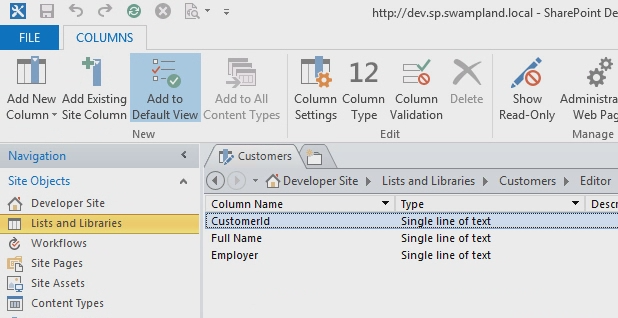 http://dev.sp.swampland.local - SharePoint De
FILE COLUMNS
Add New Column
Add Existing Site Column
Add to Default View
Add to All Content Types
Column Settings
12
Column Type
Column Validation
Delete
Show Read-Only
Administra Web Pag
New Edit Manage
Navigation <
Customers
Site Objects
Developer Site Lists and Libraries Customers Editor
Developer Site
Column Name Type Descr
Lists and Libraries
CustomerId Single line of text
Workflows
Full Name Single line of text
Site Pages
Employer Single line of text
Site Assets
Content Types